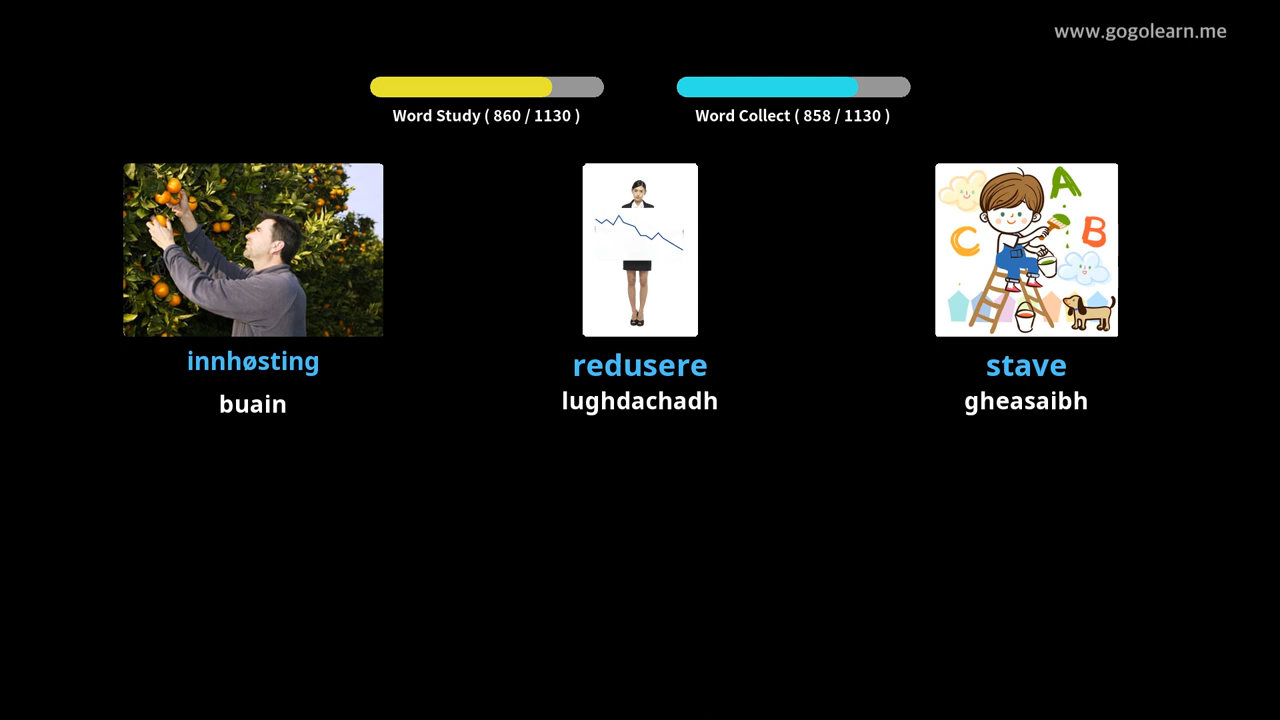 www.gogolearn.me
Word Study ( 860 / 1130 )
Word Collect ( 858 / 1130 )
A
B
C
innhøsting
redusere
stave
buain
lughdachadh
gheasaibh